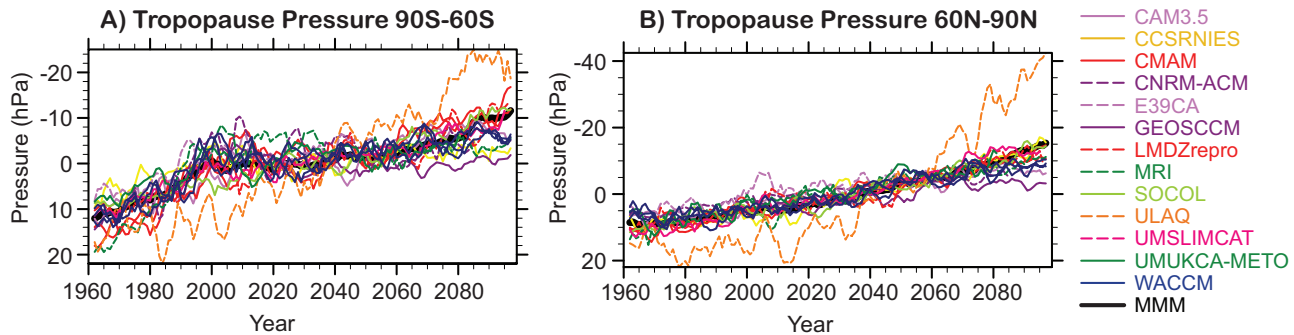 A) Tropopause Pressure 90S-60S
Pressure (hPa)
-20
-10
0
10
20
1960 1980 2000 2020 2040 2060 2080
Year
B) Tropopause Pressure 60N-90N
Pressure (hPa)
-40
-20
0
20
1960 1980 2000 2020 2040 2060 2080
Year
CAM3.5
CCSRNIES
CMAM
CNRM-ACM
E39CA
GEOSCCM
LMDZrepro
MRI
SOCOL
ULAQ
UMSLIMCAT
UMUKCA-METO
WACCM
MMM